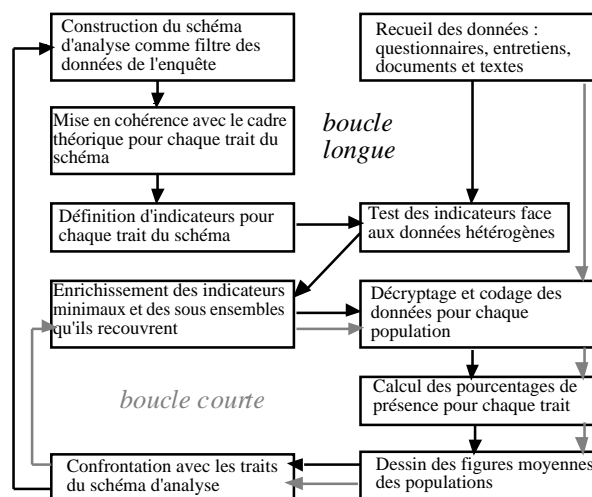 Construction du schéma
d'analyse comme filtre des
données de l'enquête
Recueil des données :
questionnaires, entretiens,
documents et textes
Mise en cohérence avec le cadre
théorique pour chaque trait du
schéma
boucle
longue
Définition d'indicateurs pour
chaque trait du schéma
Test des indicateurs face
aux données hétérogènes
Enrichissement des indicateurs
minimaux et des sous ensembles
qu'ils recouvrent
Décryptage et codage des
données pour chaque
population
boucle courte
Calcul des pourcentages de
présence pour chaque trait
Confrontation avec les traits
du schéma d'analyse
Dessin des figures moyennes
des populations